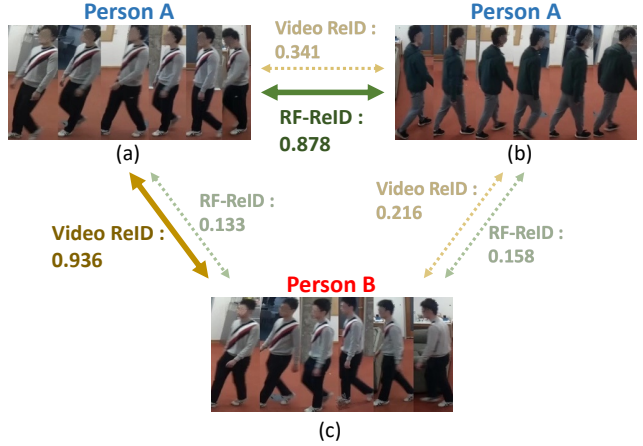 Person A
Person A
Video ReID :
0.341
RF-ReID :
0.878
(a)
(b)
Video ReID :
0.936
RF-ReID :
0.133
Video ReID :
0.216
RF-ReID :
0.158
Person B
(c)